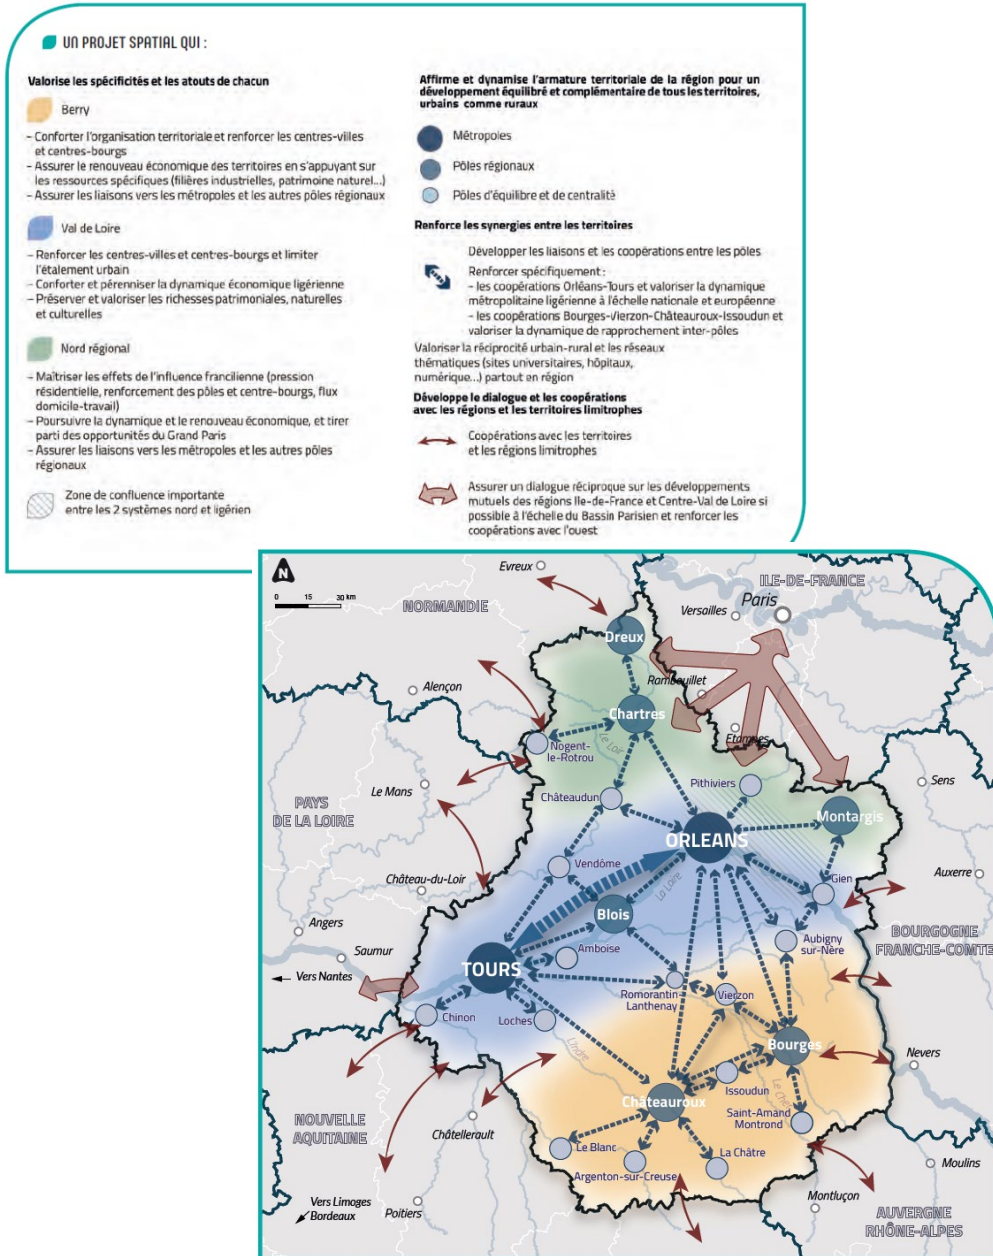 UN PROJET SPATIAL QUI :
Valorise les spécificités et les atouts de chacun
Berry
– Conforter l'organisation territoriale et renforcer les centres-villes
et centres-bourgs
– Assurer le renouveau économique des territoires en s'appuyant sur
les ressources spécifiques (filières industrielles, patrimoine naturel...)
– Assurer les liaisons vers les métropoles et les autres pôles régionaux
Val de Loire
– Renforcer les centres-villes et centres-bourgs et limiter
l'étalement urbain
– Conforter et pérenniser la dynamique économique ligérienne
– Préserver et valoriser les richesses patrimoniales, naturelles
et culturelles
Nord régional
– Maîtriser les effets de l'influence francilienne (pression
résidentielle, renforcement des pôles et centre-bourgs, flux
domicile-travail)
– Poursuivre la dynamique et le renouveau économique, et tirer
parti des opportunités du Grand Paris
– Assurer les liaisons vers les métropoles et les autres pôles
régionaux
Zone de confluence importante
entre les 2 systèmes nord et ligérien
Affirme et dynamise l'armature territoriale de la région pour un
développement équilibré et complémentaire de tous les territoires,
urbains comme ruraux
Métropoles
Pôles régionaux
Pôles d'équilibre et de centralité
Renforce les synergies entre les territoires
Développer les liaisons et les coopérations entre les pôles
Renforcer spécifiquement :
- les coopérations Orléans-Tours et valoriser la dynamique
métropolitaine ligérienne à l'échelle nationale et européenne
- les coopérations Bourges-Vierzon-Châteauroux-Issoudun et
valoriser la dynamique de rapprochement inter-pôles
Valoriser la réciprocité urbain-rural et les réseaux
thématiques (sites universitaires, hôpitaux,
numérique...) partout en région
Développe le dialogue et les coopérations
avec les régions et les territoires limitrophes
Coopérations avec les territoires
et les régions limitrophes
Assurer un dialogue réciproque sur les développements
mutuels des régions Ile-de-France et Centre-Val de Loire si
possible à l'échelle du Bassin Parisien et renforcer les
coopérations avec l'ouest
N
0 15 30 km
Evreux
NORMANDIE
ILE-DE-FRANCE
Versailles
Paris
Dreux
Rambouillet
Alençon
Chartres
Le Loir
Etampes
Nogent-
le-Rotrou
Le Mans
Châteaudun
Pithiviers
Sens
PAYS
DE LA LOIRE
Montargis
ORLEANS
Vendôme
Château-du-Loir
La Loire
Gien
Auxerre
Blois
Angers
Saumur
Amboise
Aubigny
sur-Nère
BOURGOGNE
FRANCHE-COMTE
TOURS
Vers Nantes
Romorantin-
Lanthenay
Vierzon
Chinon
Loches
L'Indre
Bourges
Nevers
Issoudun
Le Cher
Châteauroux
Saint-Amand
Montrond
NOUVELLE
AQUITAINE
Châtellerault
Le Blanc
La Châtre
Argenton-sur-Creuse
Moulins
Vers Limoges
Bordeaux
Poitiers
Montluçon
AUVERGNE
RHÔNE-ALPES